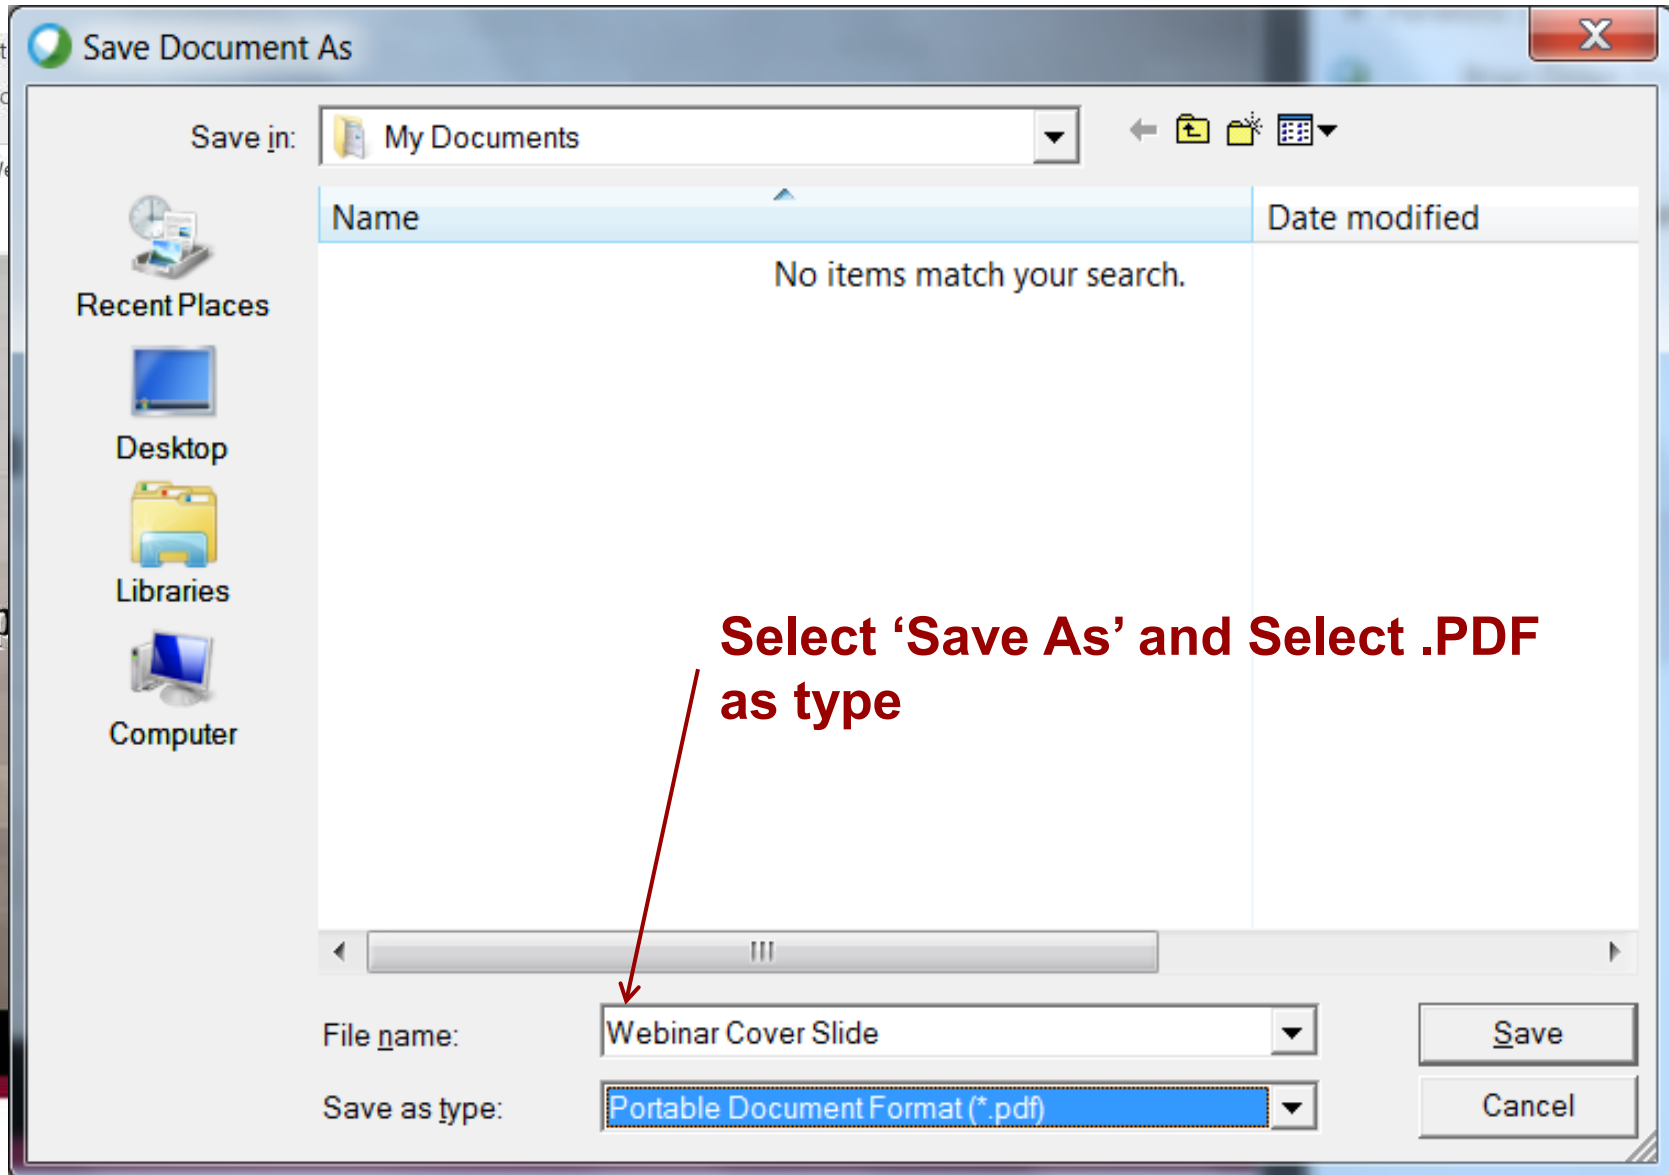 Save Document As
Save in:
My Documents
Name
Date modified
No items match your search.
Recent Places
Desktop
Libraries
Computer
Select ‘Save As’ and Select .PDF
as type
File name:
Webinar Cover Slide
Save
Save as type:
Portable Document Format (*.pdf)
Cancel